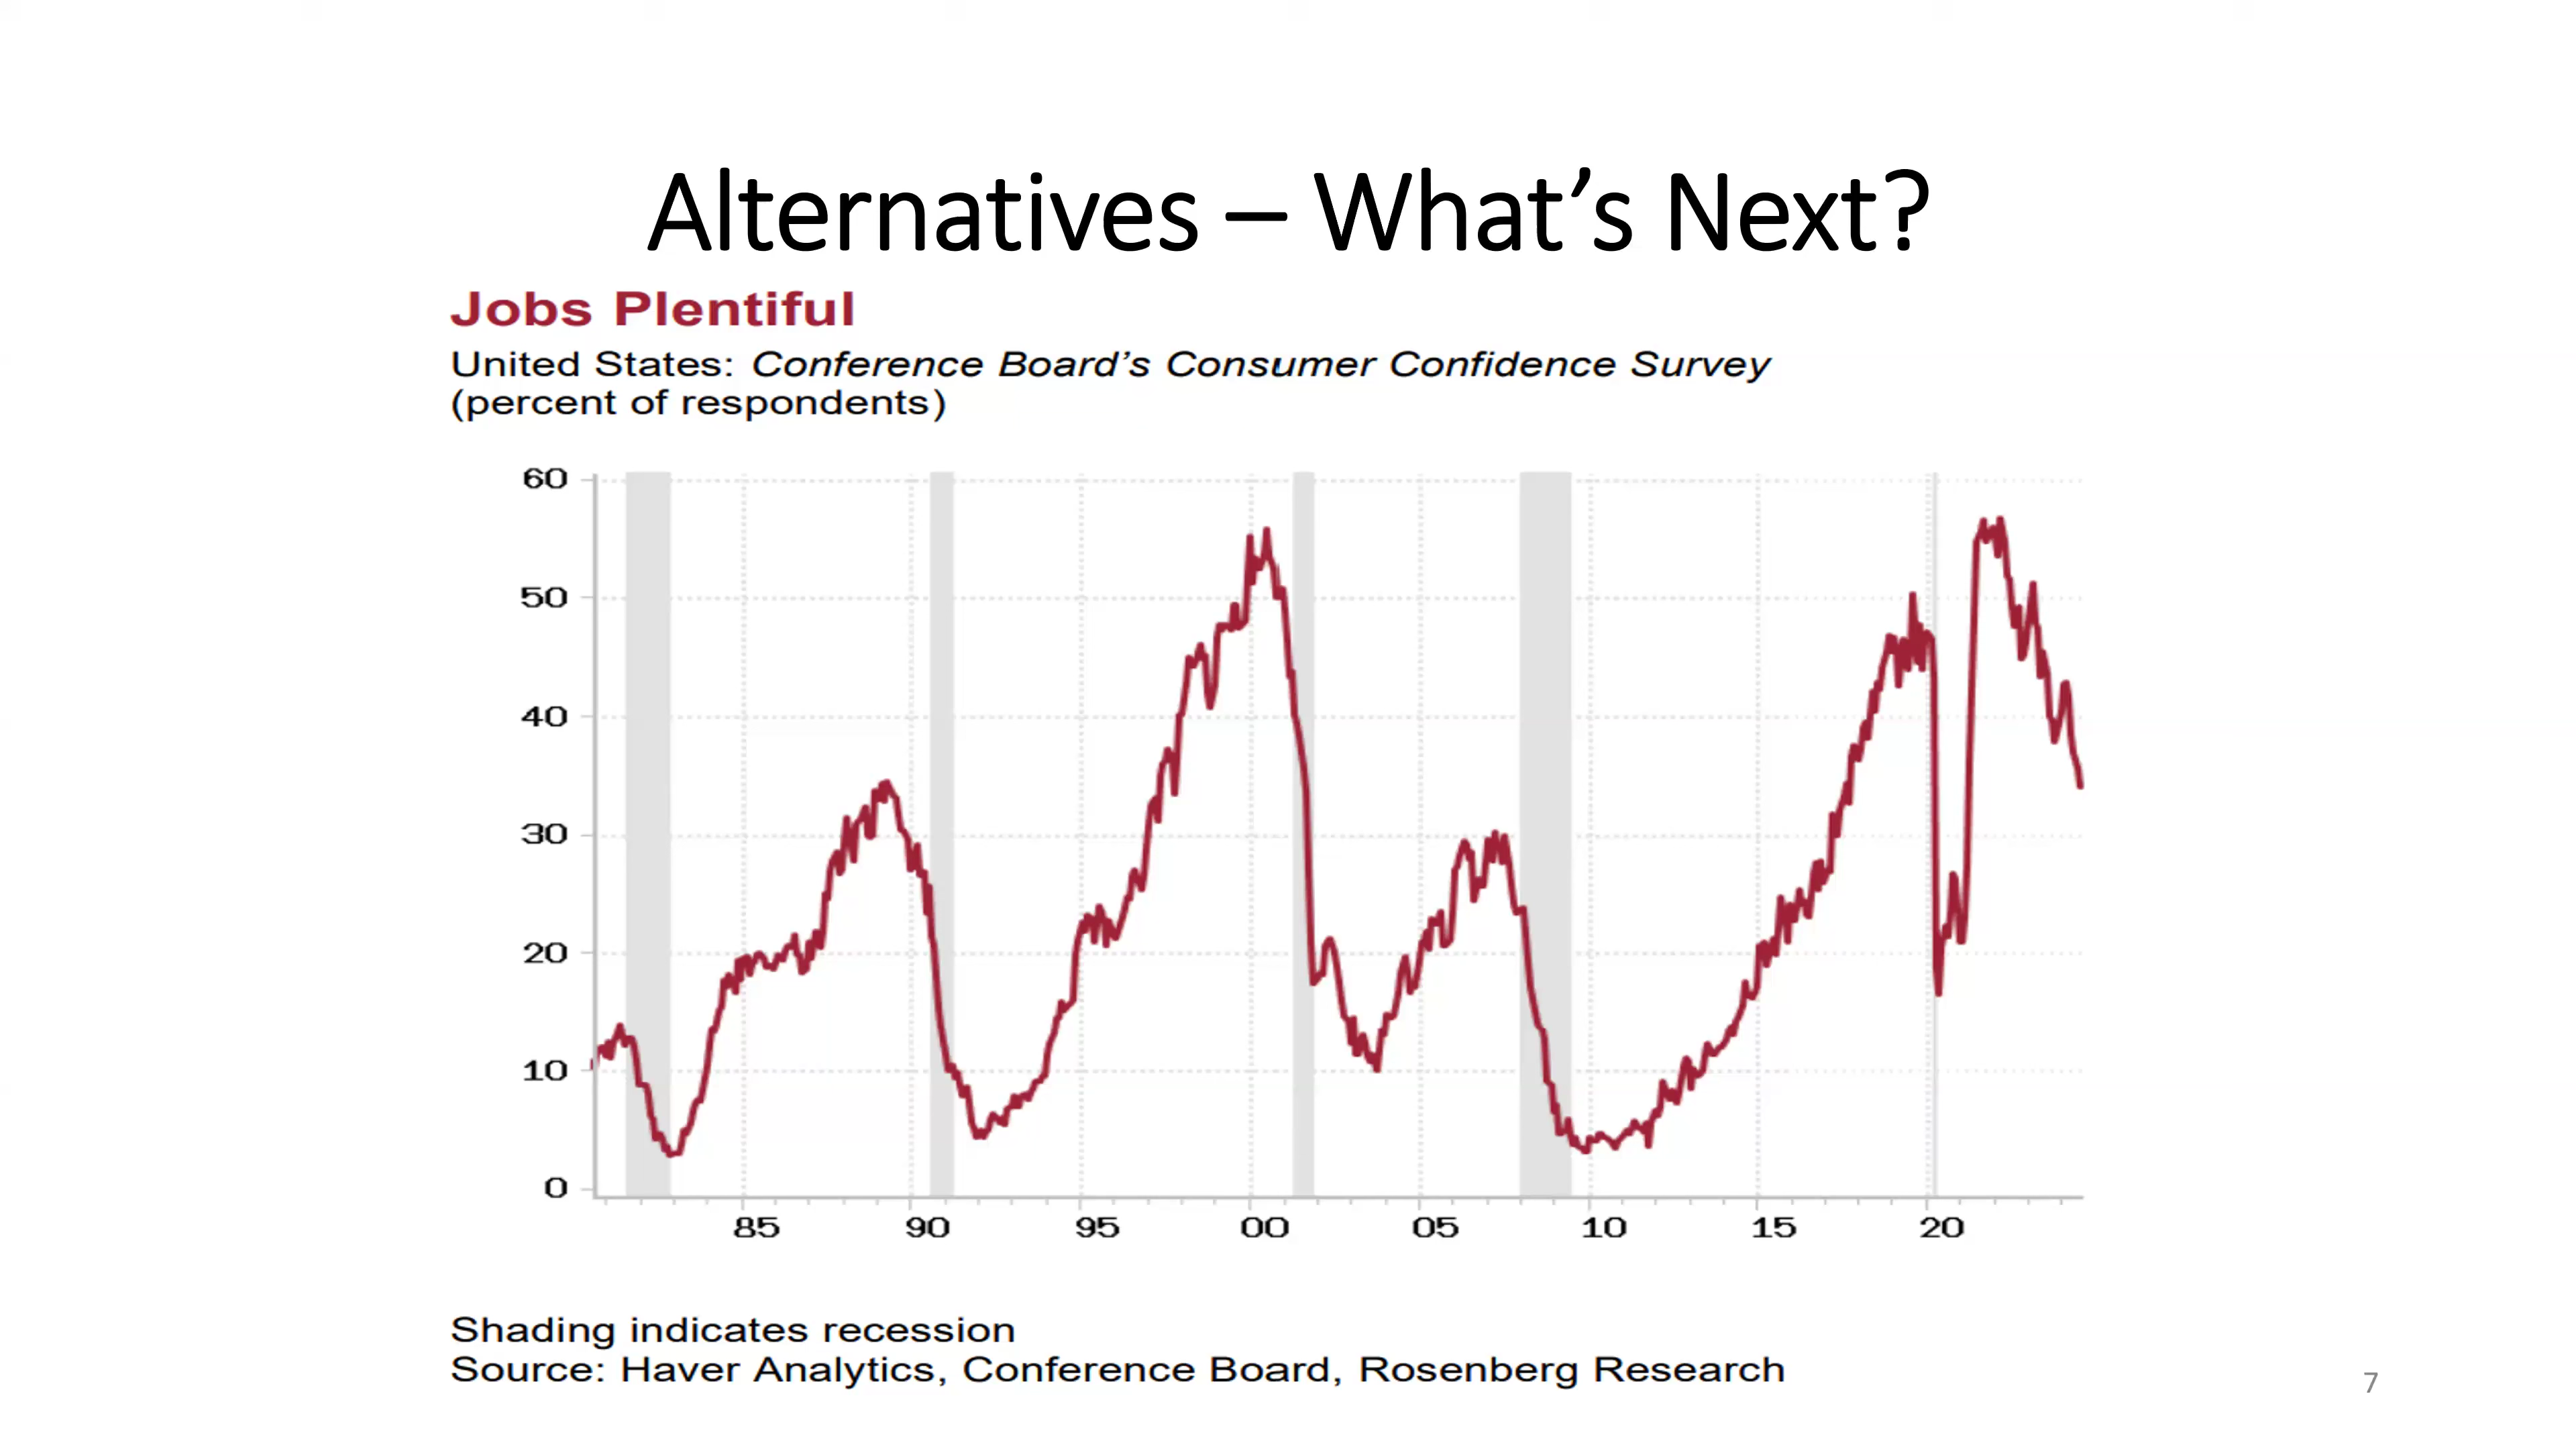 Alternatives – What’s Next?
Jobs Plentiful
United States: Conference Board’s Consumer Confidence Survey
(percent of respondents)
60
50
40
30
20
10
0
85 90 95 00 05 10 15 20
Shading indicates recession
Source: Haver Analytics, Conference Board, Rosenberg Research
7